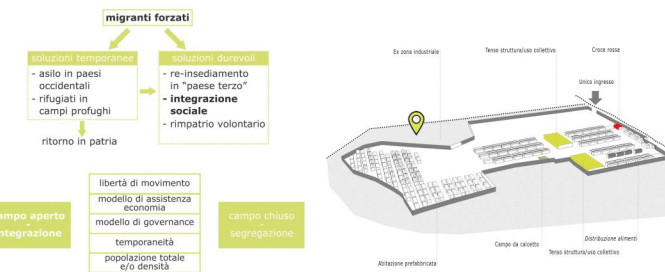 migranti forzati
soluzioni temporanee
- asilo in paesi
occidentali
- rifugiati in
campi profughi
ritorno in patria
soluzioni durevoli
- re-insediamento
in "paese terzo"
- integrazione
sociale
- rimpatrio volontario
campo aperto
-
integrazione
libertà di movimento
modello di assistenza
economia
modello di governance
temporaneità
popolazione totale
e/o densità
campo chiuso
-
segregazione
Ex zona industriale
Tenso struttura/uso collettivo
Croce rossa
Unico ingresso
Abitazione prefabbricata
Campo da calcetto
Distribuzione alimenti
Tenso struttura/uso collettivo